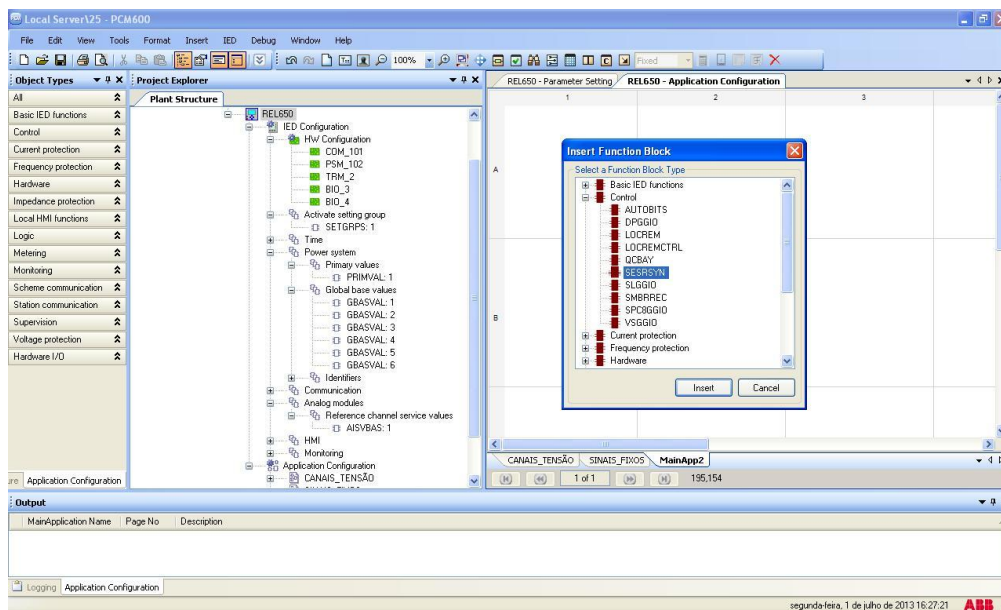 Local Server\25 - PCM600
File Edit View Tools Format Insert IED Debug Window Help
100%
Fixed
Object Types
All
Basic IED functions
Control
Current protection
Frequency protection
Hardware
Impedance protection
Local HMI functions
Logic
Metering
Monitoring
Scheme communication
Station communication
Supervision
Voltage protection
Hardware I/O
Application Configuration
Project Explorer
Plant Structure
REL650
IED Configuration
HW Configuration
COM_101
PSM_102
TRM_2
BIO_3
BIO_4
Activate setting group
SETGRPS: 1
Time
Power system
Primary values
PRIMVAL: 1
Global base values
GBASVAL: 1
GBASVAL: 2
GBASVAL: 3
GBASVAL: 4
GBASVAL: 5
GBASVAL: 6
Identifiers
Communication
Analog modules
Reference channel service values
AISVBAS: 1
HMI
Monitoring
Application Configuration
CANAIS_TENSÃO
REL650 - Parameter Setting REL650 - Application Configuration
1 2 3
A
B
Insert Function Block
Select a Function Block Type
Basic IED functions
Control
AUTOBITS
DPGGIO
LOCREM
LOCREMCTRL
QCBAY
SESRSYN
SLGGIO
SMBRREC
SPC8GGIO
VSGGIO
Current protection
Frequency protection
Hardware
Insert Cancel
CANAIS_TENSÃO SINAIS_FIXOS MainApp2
1 of 1 195,154
Output
MainApplication Name Page No Description
Logging Application Configuration
segunda-feira, 1 de julho de 2013 16:27:21 ABB